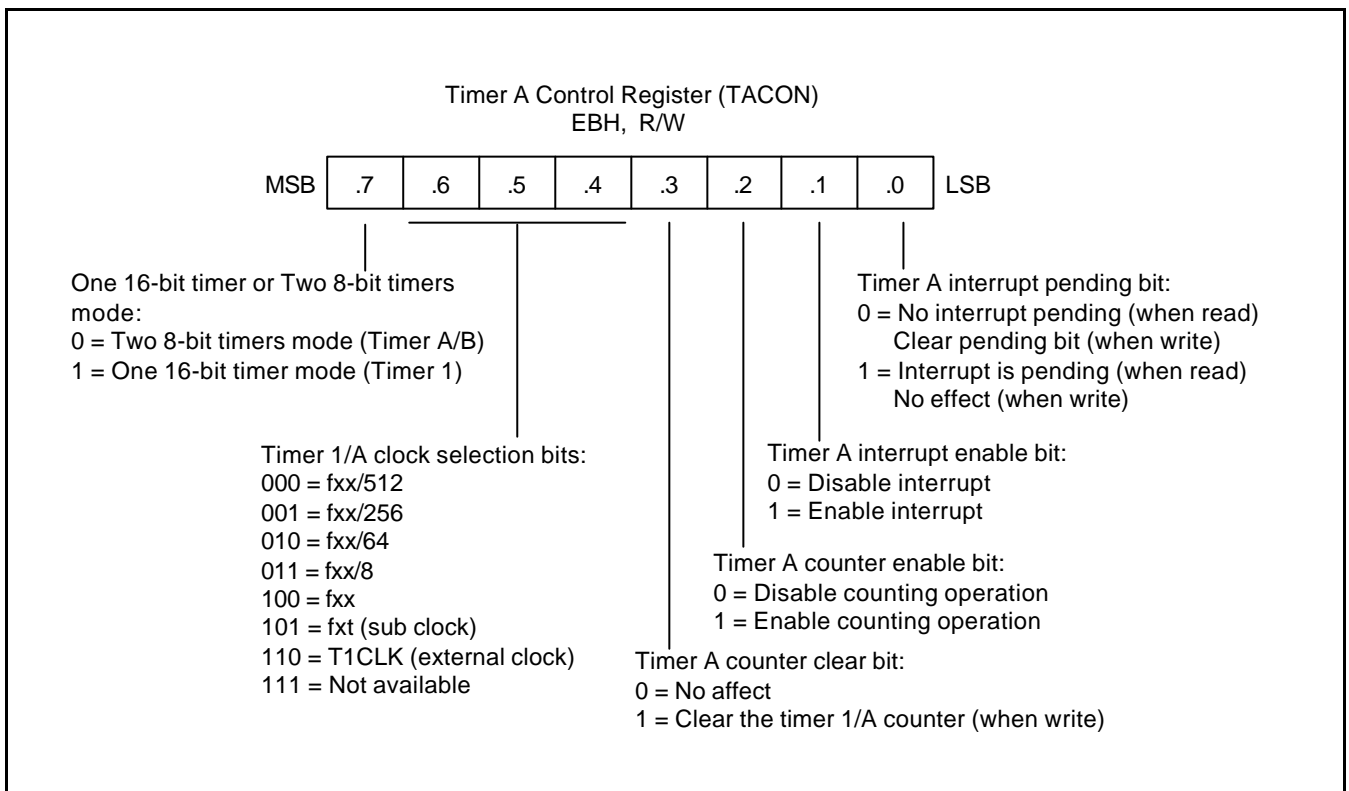 Timer A Control Register (TACON)
EBH, R/W
MSB .7 .6 .5 .4 .3 .2 .1 .0 LSB
One 16-bit timer or Two 8-bit timers
mode:
0 = Two 8-bit timers mode (Timer A/B)
1 = One 16-bit timer mode (Timer 1)
Timer A interrupt pending bit:
0 = No interrupt pending (when read)
Clear pending bit (when write)
1 = Interrupt is pending (when read)
No effect (when write)
Timer 1/A clock selection bits:
000 = fxx/512
001 = fxx/256
010 = fxx/64
011 = fxx/8
100 = fxx
101 = fxt (sub clock)
110 = T1CLK (external clock)
111 = Not available
Timer A interrupt enable bit:
0 = Disable interrupt
1 = Enable interrupt
Timer A counter enable bit:
0 = Disable counting operation
1 = Enable counting operation
Timer A counter clear bit:
0 = No affect
1 = Clear the timer 1/A counter (when write)